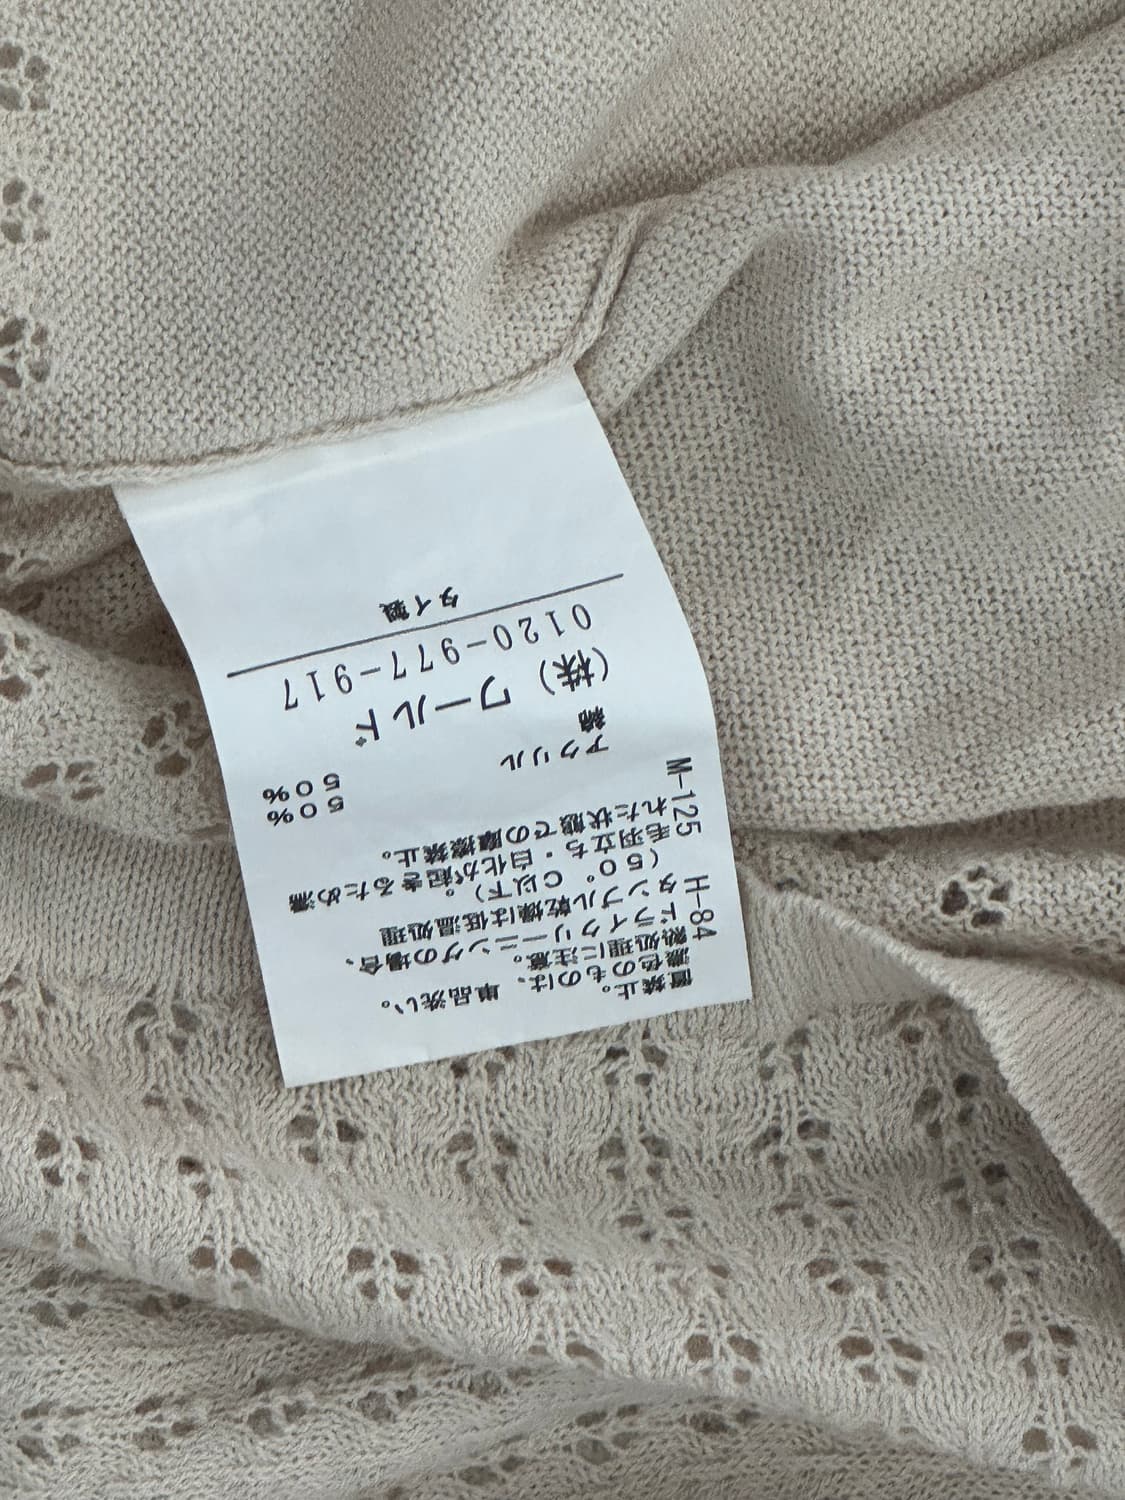 置禁止。
濃色のものは、単品洗い。
熱処理に注意。
ドライクリーニングの場合、
タンブル乾燥は低温処理
(50°C以下)。
毛羽立ち・白化が起きるため濡
れた状態での摩擦禁止。
M-125
アクリル 50%
綿 50%
(株) ワールド
0120-977-917
タイ製